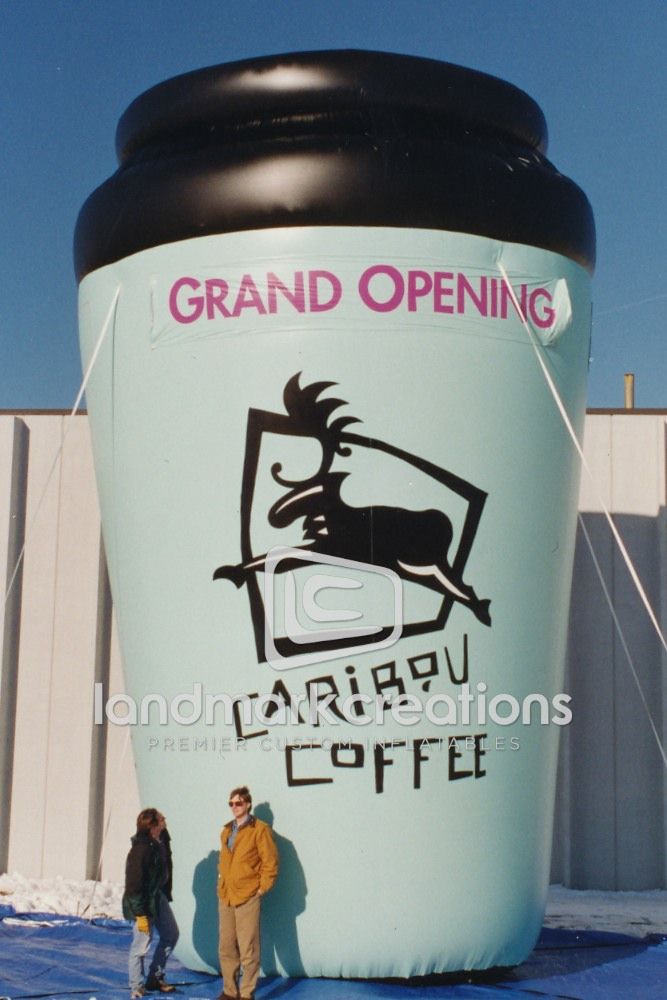 GRAND OPENING
CARIBOU
landmarkcreations
PREMIER CUSTOM INFLATABLES
COFFEE